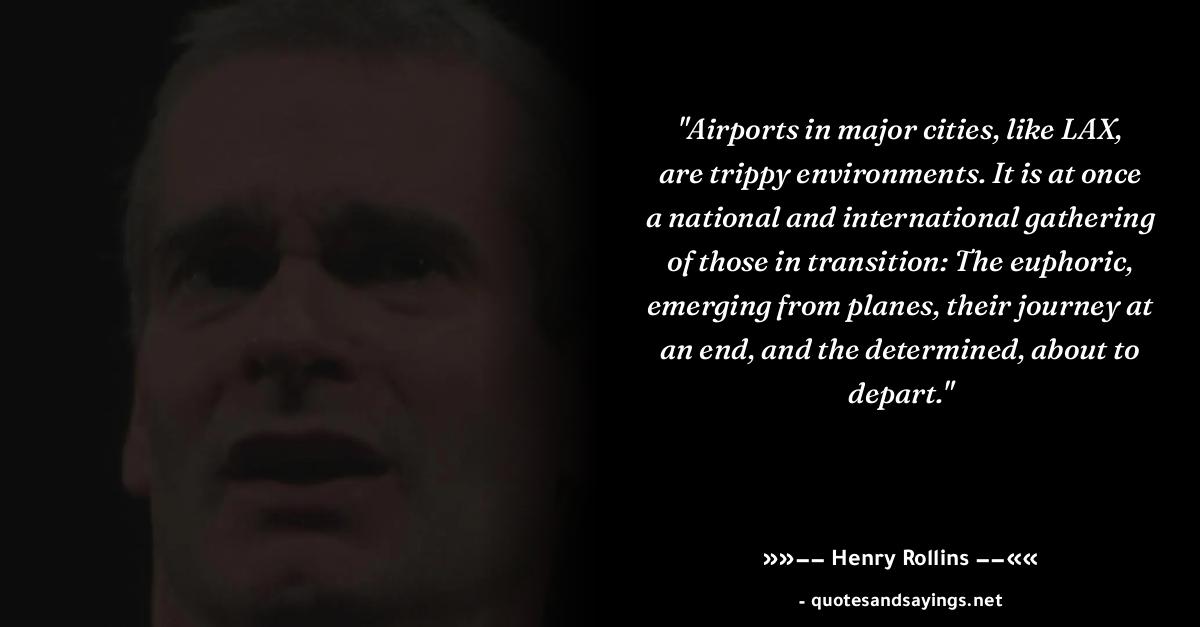 "Airports in major cities, like LAX,
are trippy environments. It is at once
a national and international gathering
of those in transition: The euphoric,
emerging from planes, their journey at
an end, and the determined, about to
depart."
»»−− Henry Rollins −−««
- quotesandsayings.net